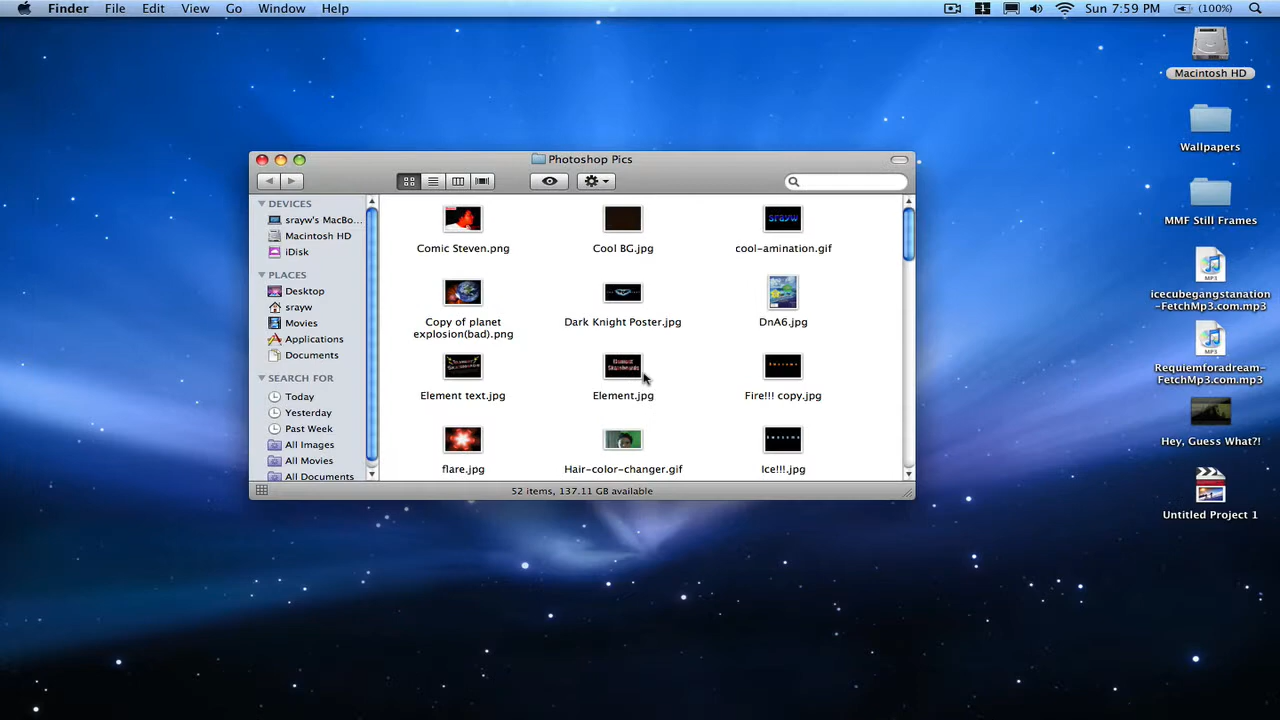 Finder File Edit View Go Window Help
Sun 7:59 PM (100%)
Macintosh HD
Wallpapers
MMF Still Frames
icecubegangstanation
-FetchMp3.com.mp3
Requiemforadream-
FetchMp3.com.mp3
Hey, Guess What?!
Untitled Project 1
Photoshop Pics
DEVICES
srayw's MacBo...
Macintosh HD
iDisk
PLACES
Desktop
srayw
Movies
Applications
Documents
SEARCH FOR
Today
Yesterday
Past Week
All Images
All Movies
All Documents
Comic Steven.png
Cool BG.jpg
srayw
cool-amination.gif
Copy of planet
explosion(bad).png
Dark Knight Poster.jpg
DnA6.jpg
Element text.jpg
Element
Skateboards
Element.jpg
Fire!!! copy.jpg
flare.jpg
Hair-color-changer.gif
Ice!!!.jpg
52 items, 137.11 GB available